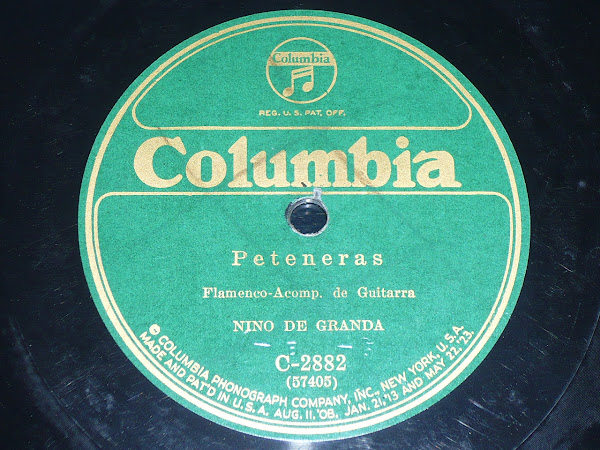 Columbia
REG. U.S. PAT. OFF.
Columbia
Peteneras
Flamenco-Acomp. de Guitarra
NINO DE GRANDA
C-2882
(57405)
© COLUMBIA PHONOGRAPH COMPANY, INC., NEW YORK, U.S.A.
MADE AND PAT'D IN U.S.A. AUG. 11, '08. JAN. 21, '13 AND MAY 22, '23.